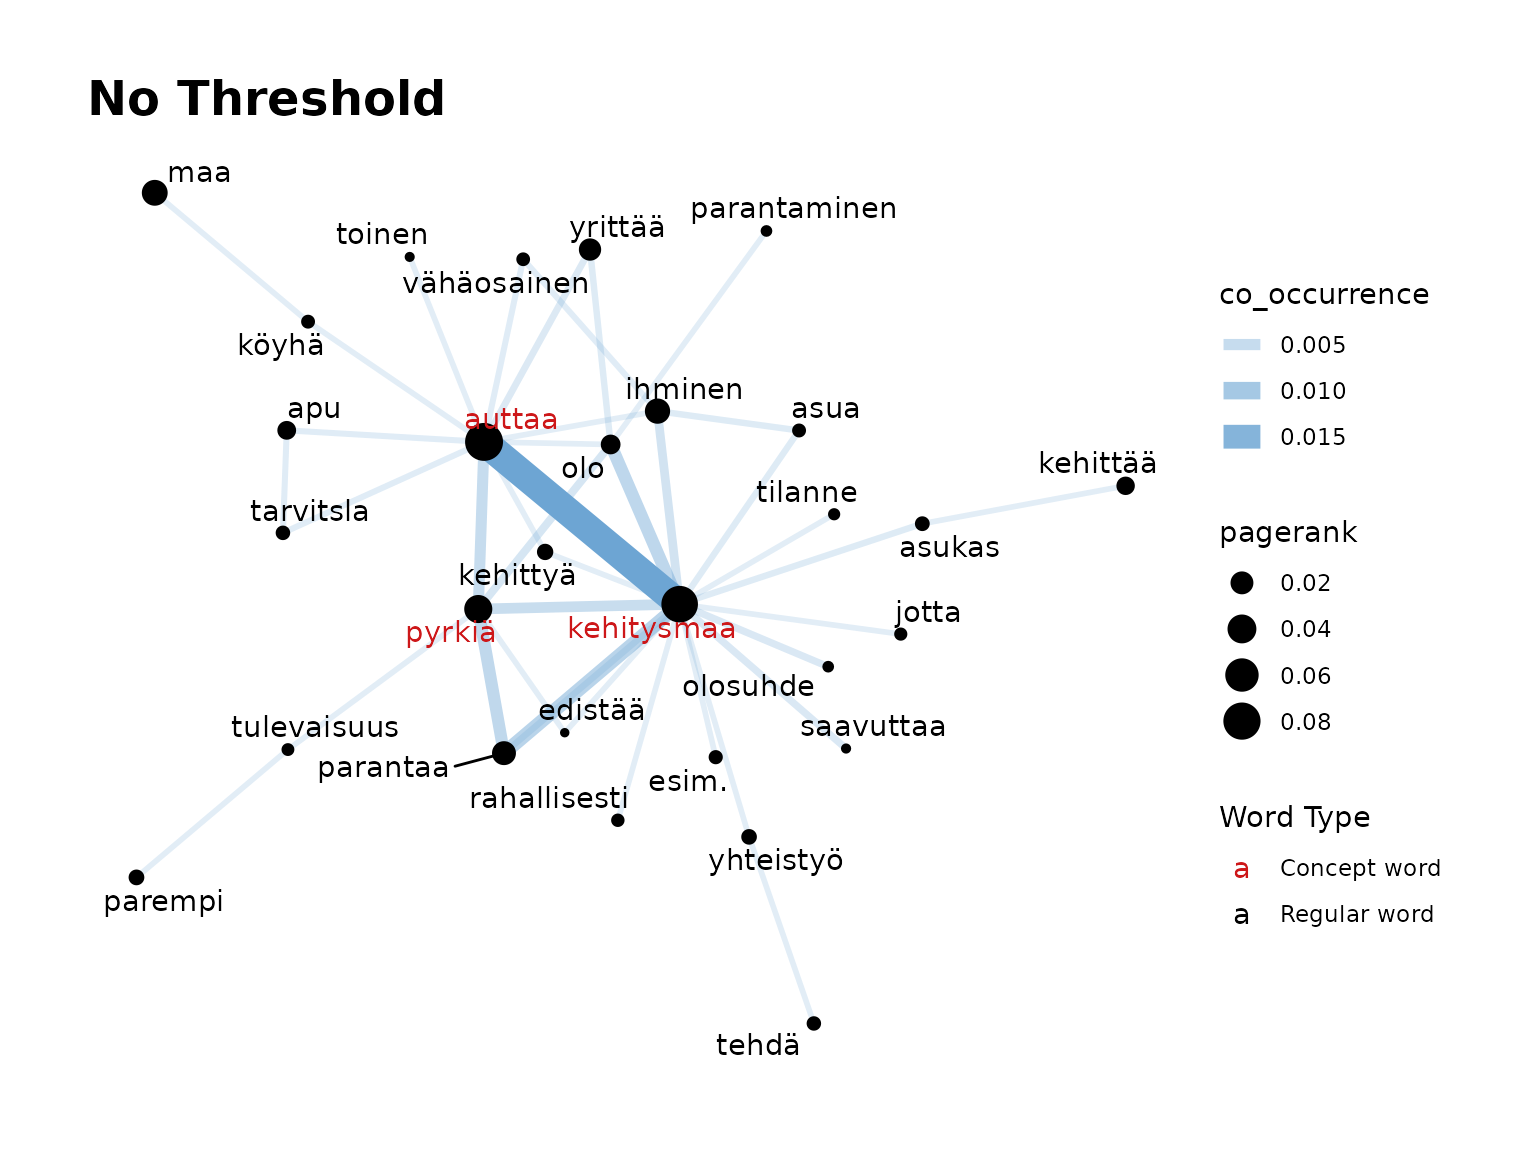 No Threshold
maa
parantaminen
toinen
yrittää
vähäosainen
köyhä
ihminen
apu
auttaa
asua
olo
kehittää
tilanne
tarvitsla
asukas
kehittyä
jotta
pyrkiä
kehitysmaa
olosuhde
edistää
tulevaisuus
saavuttaa
parantaa
esim.
rahallisesti
yhteistyö
parempi
tehdä
co_occurrence
0.005
0.010
0.015
pagerank
0.02
0.04
0.06
0.08
Word Type
a Concept word
a Regular word